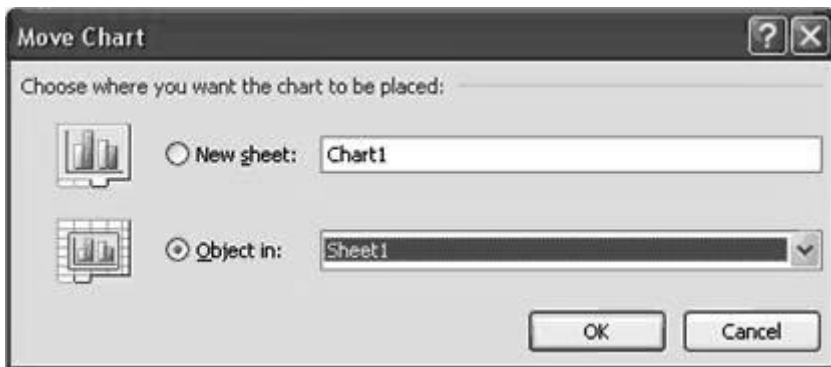 Move Chart
Choose where you want the chart to be placed:
New sheet: Chart1
Object in: Sheet1
OK Cancel